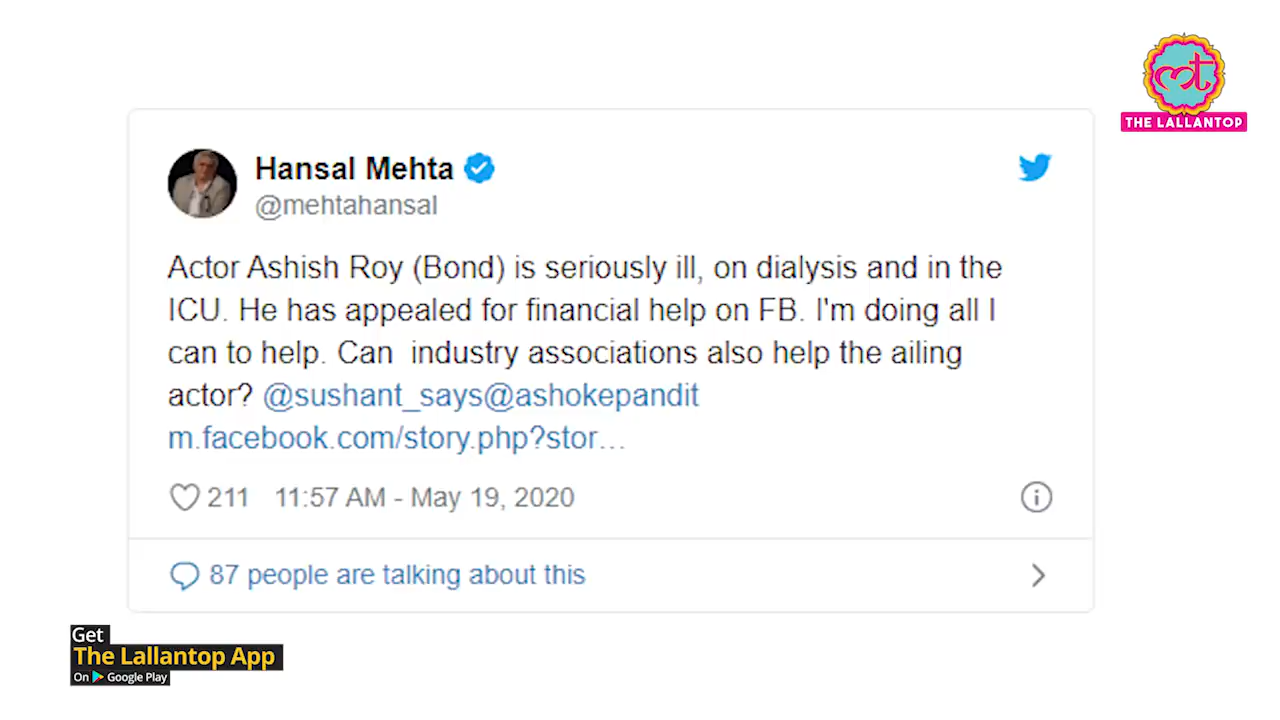 THE LALLANTOP
Hansal Mehta
@mehtahansal
Actor Ashish Roy (Bond) is seriously ill, on dialysis and in the
ICU. He has appealed for financial help on FB. I'm doing all I
can to help. Can  industry associations also help the ailing
actor? @sushant_says@ashokepandit
m.facebook.com/story.php?stor…
211 11:57 AM - May 19, 2020
87 people are talking about this
Get
The Lallantop App
On Google Play